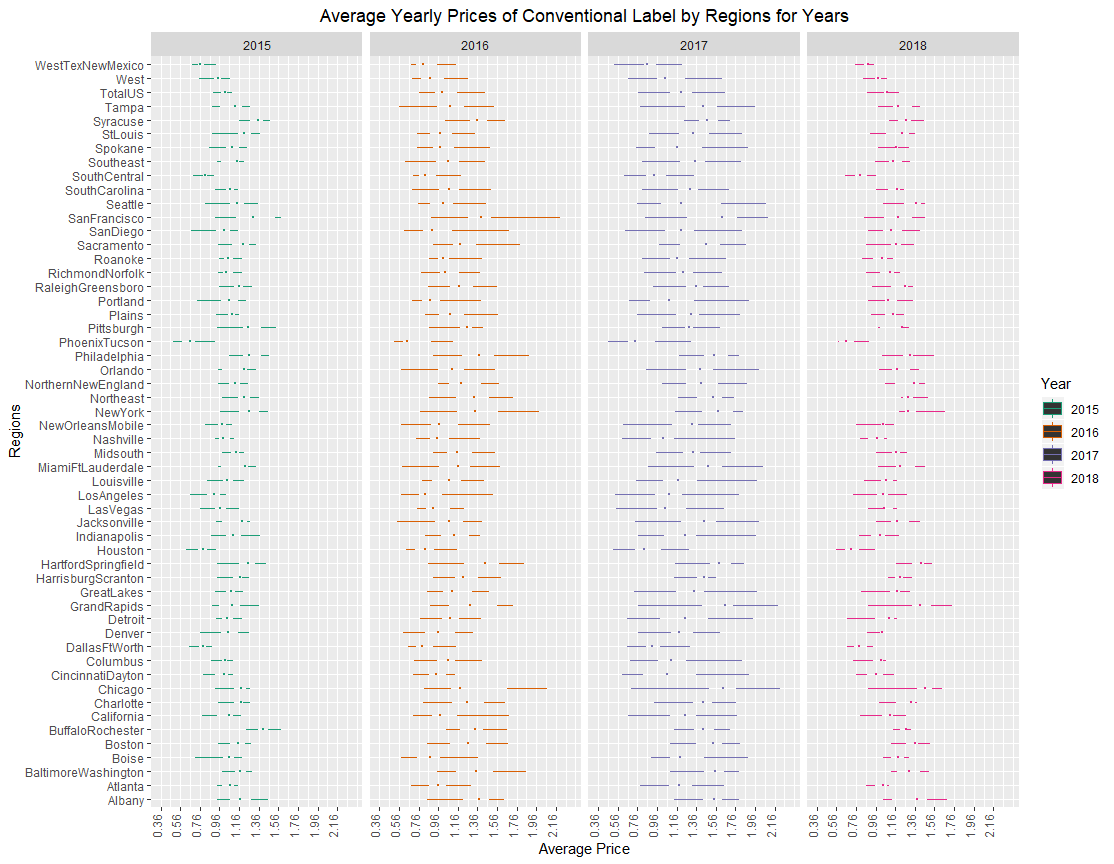 Average Yearly Prices of Conventional Label by Regions for Years
2015 2016 2017 2018
WestTexNewMexico
West
TotalUS
Tampa
Syracuse
StLouis
Spokane
Southeast
SouthCentral
SouthCarolina
Seattle
SanFrancisco
SanDiego
Sacramento
Roanoke
RichmondNorfolk
RaleighGreensboro
Portland
Plains
Pittsburgh
PhoenixTucson
Philadelphia
Orlando
NorthernNewEngland
Northeast
NewYork
NewOrleansMobile
Nashville
Midsouth
MiamiFtLauderdale
Louisville
LosAngeles
LasVegas
Jacksonville
Indianapolis
Houston
HartfordSpringfield
HarrisburgScranton
GreatLakes
GrandRapids
Detroit
Denver
DallasFtWorth
Columbus
CincinnatiDayton
Chicago
Charlotte
California
BuffaloRochester
Boston
Boise
BaltimoreWashington
Atlanta
Albany
Regions
0.36 0.56 0.76 0.96 1.16 1.36 1.56 1.76 1.96 2.16 0.36 0.56 0.76 0.96 1.16 1.36 1.56 1.76 1.96 2.16 0.36 0.56 0.76 0.96 1.16 1.36 1.56 1.76 1.96 2.16 0.36 0.56 0.76 0.96 1.16 1.36 1.56 1.76 1.96 2.16
Average Price
Year
2015
2016
2017
2018